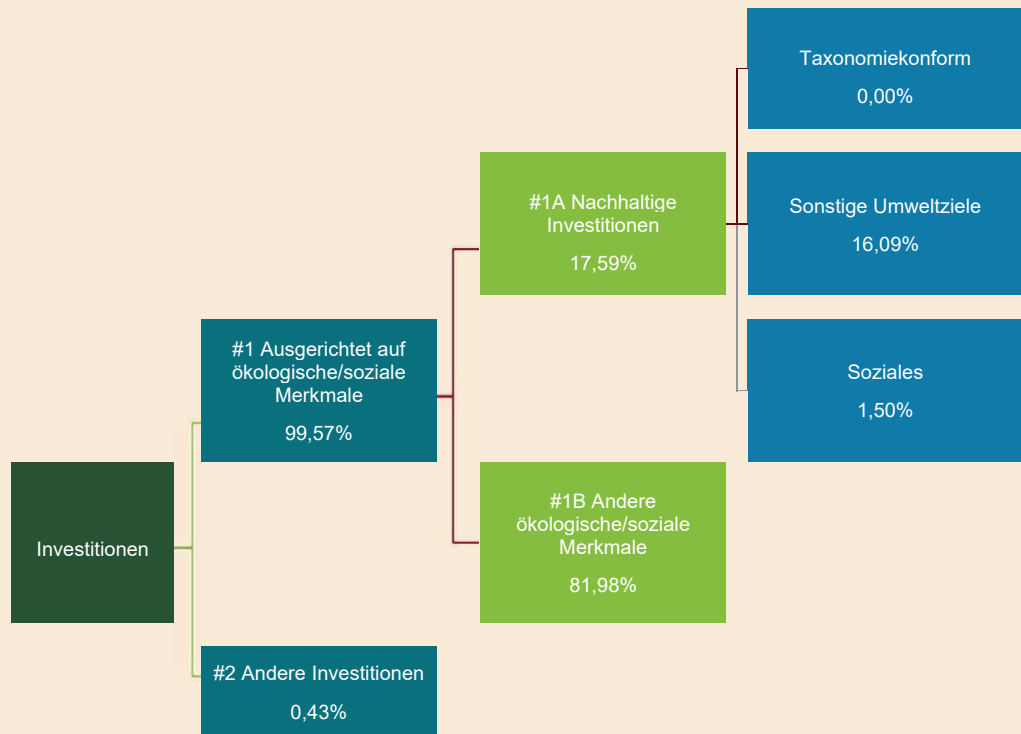 Taxonomiekonform
0,00%
#1A Nachhaltige
Investitionen
17,59%
Sonstige Umweltziele
16,09%
#1 Ausgerichtet auf
ökologische/soziale
Merkmale
99,57%
Soziales
1,50%
Investitionen
#1B Andere
ökologische/soziale
Merkmale
81,98%
#2 Andere Investitionen
0,43%